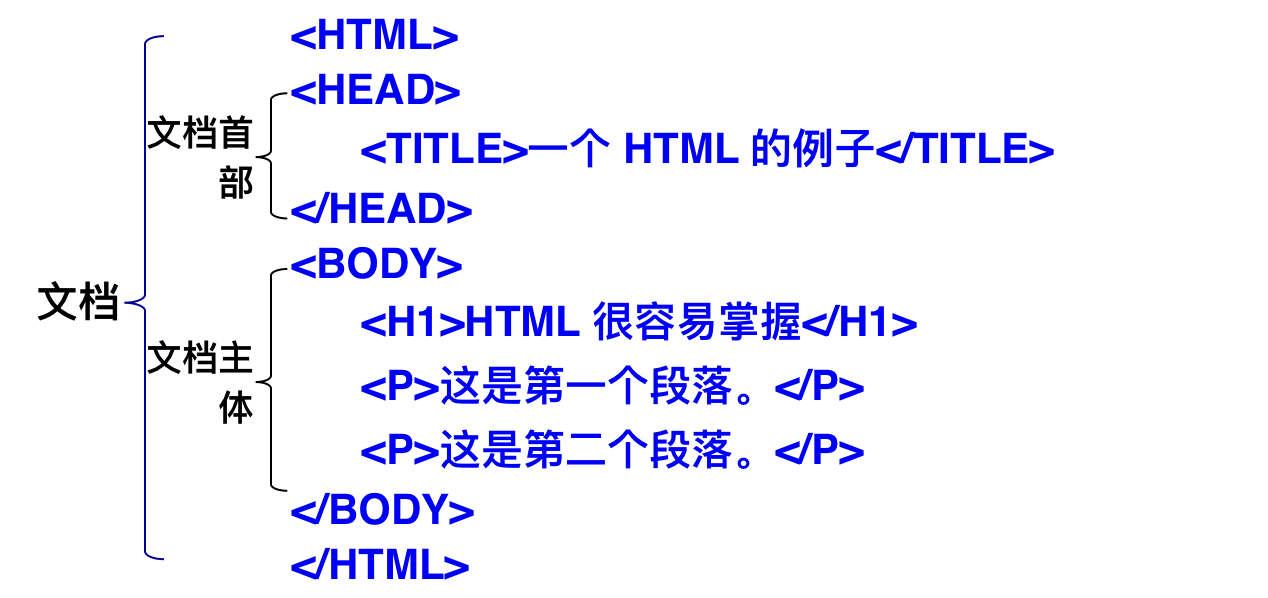 <HTML>
<HEAD>
文档首
部
<TITLE>一个 HTML 的例子</TITLE>
</HEAD>
<BODY>
文档
<H1>HTML 很容易掌握</H1>
文档主
体
<P>这是第一个段落。</P>
<P>这是第二个段落。</P>
</BODY>
</HTML>